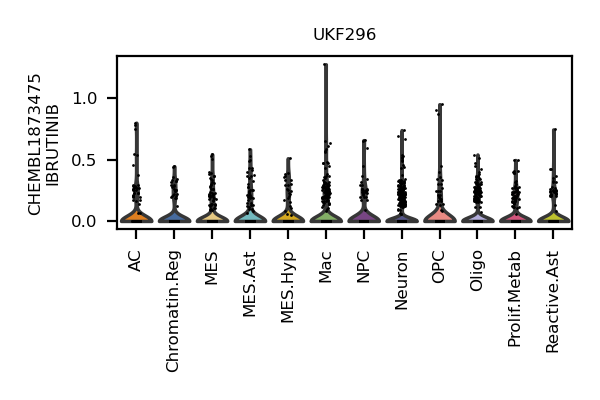 UKF296
CHEMBL1873475
IBRUTINIB
1.0
0.5
0.0
AC
Chromatin.Reg
MES
MES.Ast
MES.Hyp
Mac
NPC
Neuron
OPC
Oligo
Prolif.Metab
Reactive.Ast